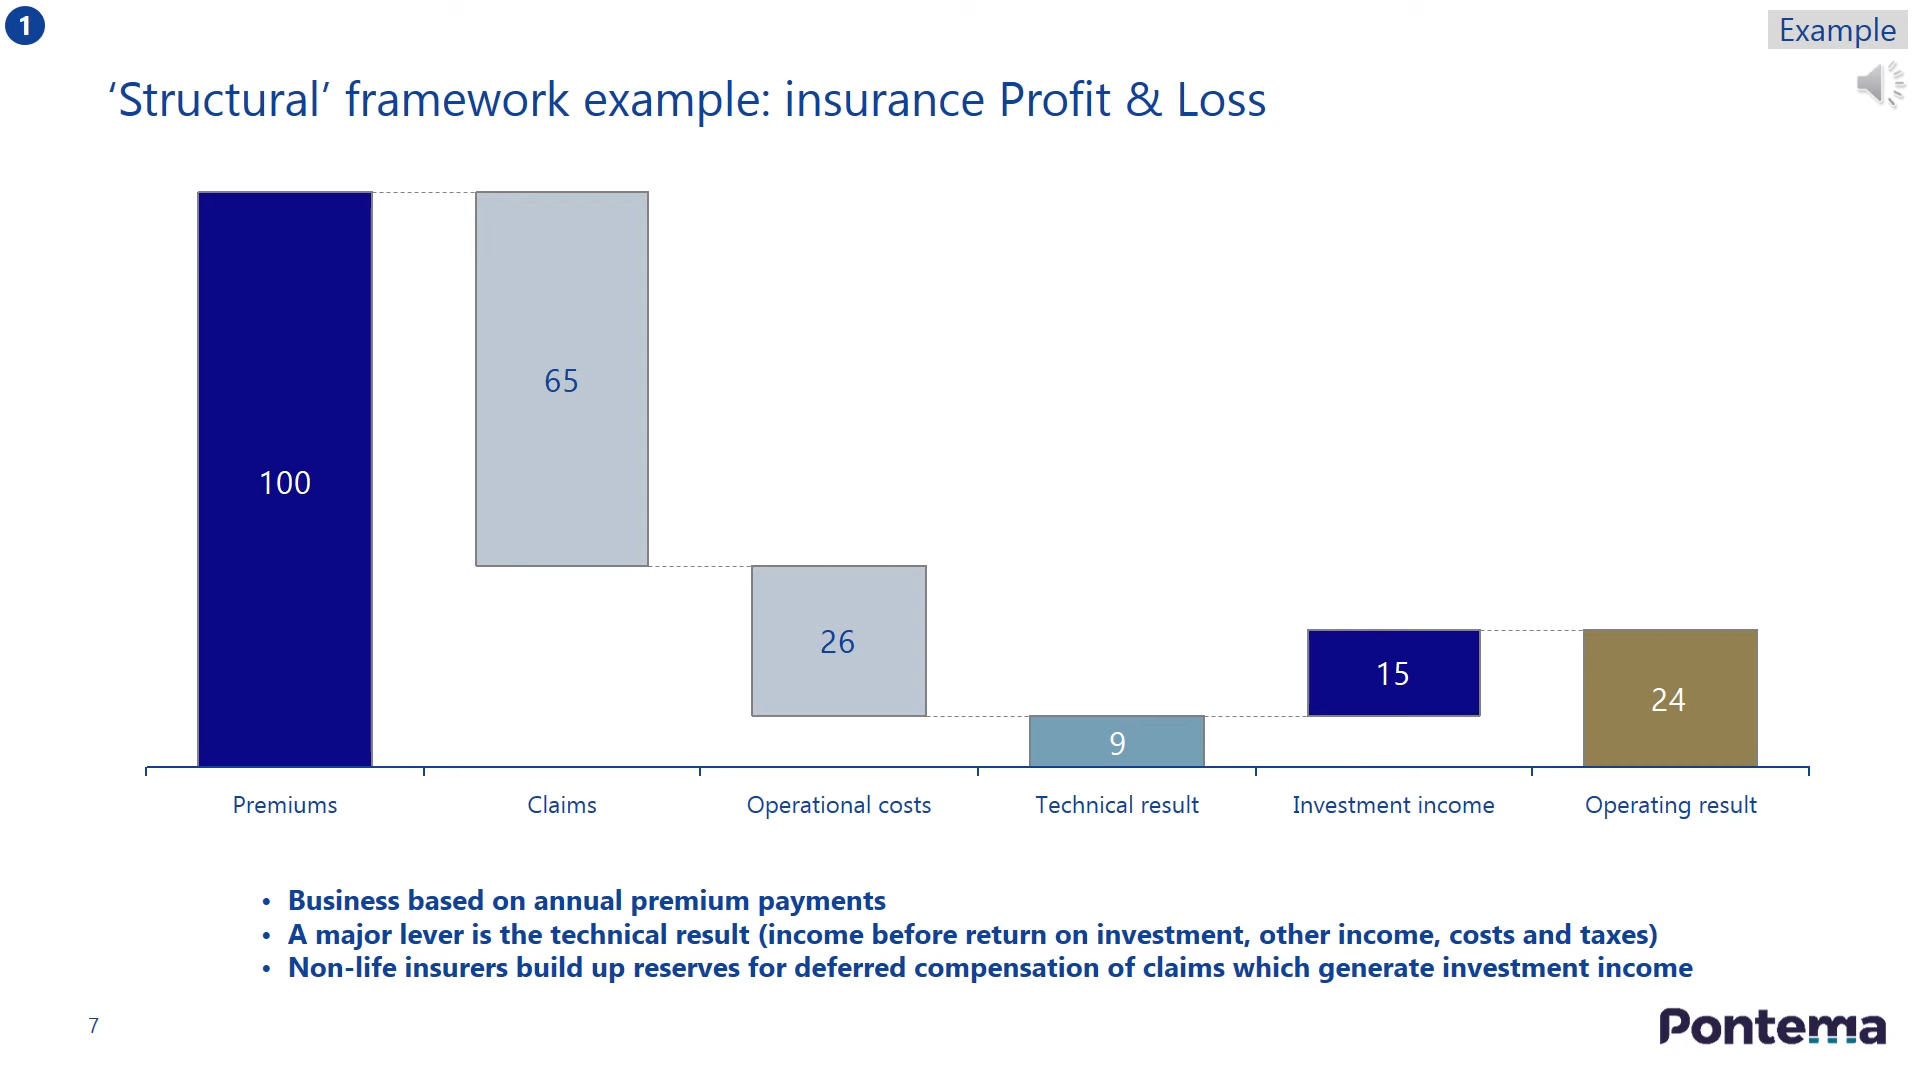 1
Example
‘Structural’ framework example: insurance Profit & Loss
100
65
26
9
15
24
Premiums
Claims
Operational costs
Technical result
Investment income
Operating result
• Business based on annual premium payments
• A major lever is the technical result (income before return on investment, other income, costs and taxes)
• Non-life insurers build up reserves for deferred compensation of claims which generate investment income
7
Pontema